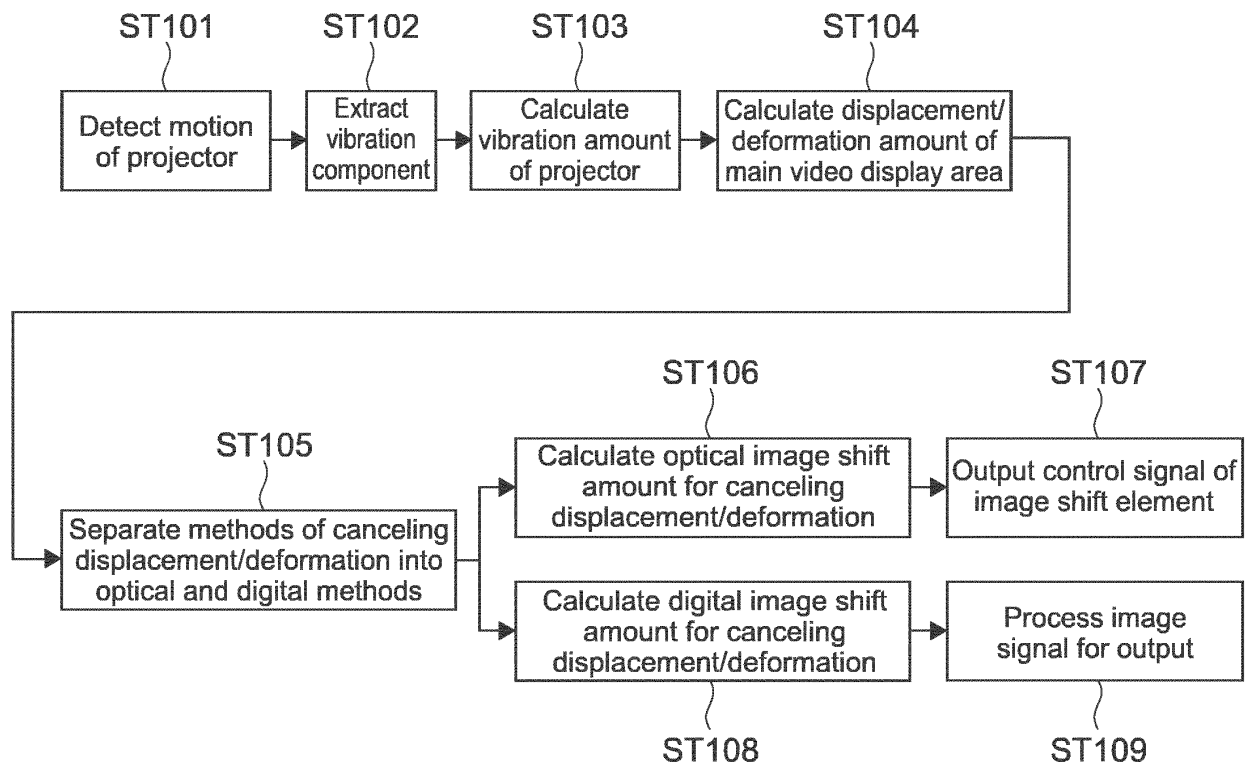 ST101
ST102
ST103
ST104
Detect motion
of projector
Extract
vibration
component
Calculate
vibration amount
of projector
Calculate displacement/
deformation amount of
main video display area
ST105
ST106
ST107
Separate methods of canceling
displacement/deformation into
optical and digital methods
Calculate optical image shift
amount for canceling
displacement/deformation
Output control signal of
image shift element
Calculate digital image shift
amount for canceling
displacement/deformation
Process image
signal for output
ST108
ST109